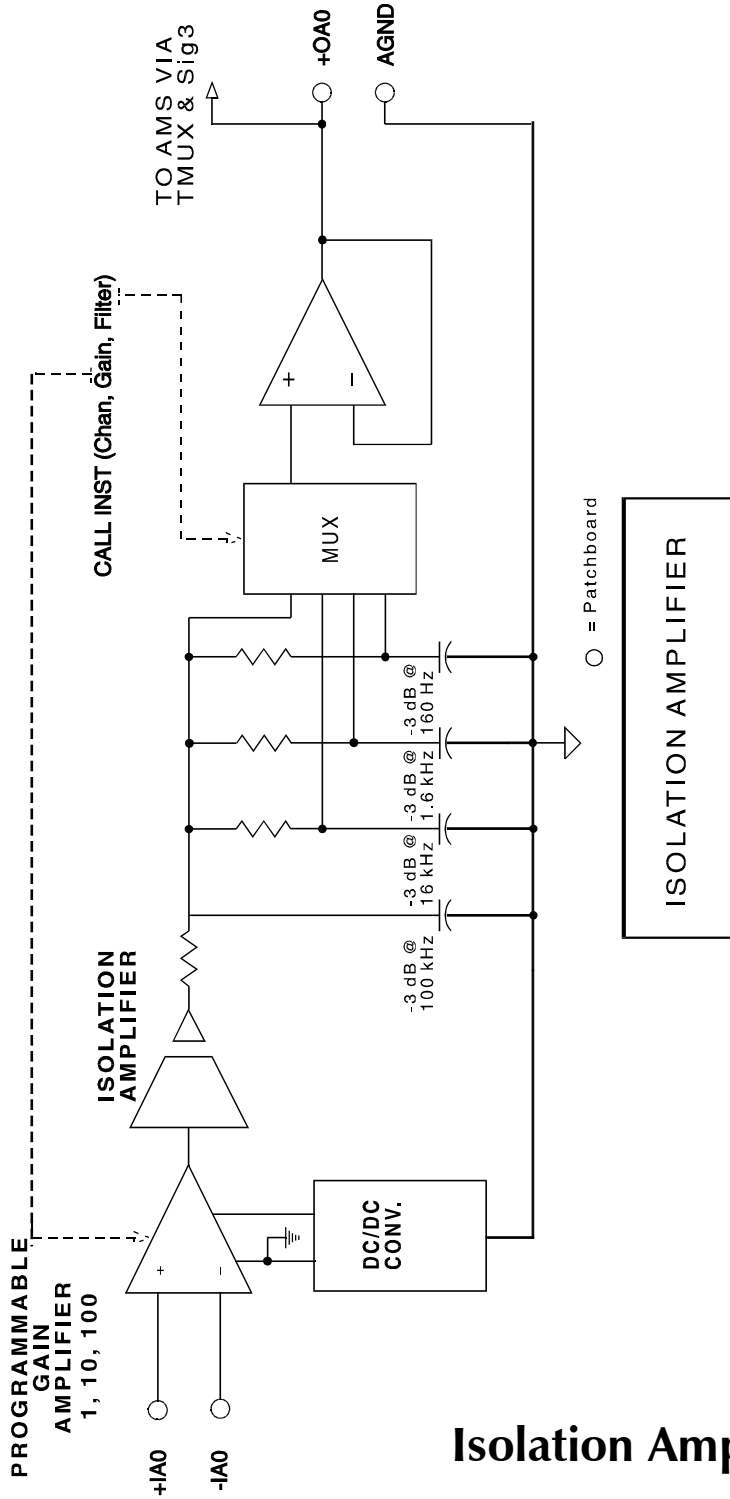 PROGRAMMABLE
GAIN
AMPLIFIER
1, 10, 100
+IA0
-IA0
+
–
DC/DC
CONV.
ISOLATION
AMPLIFIER
-3 dB @
100 kHz
-3 dB @
16 kHz
-3 dB @
1.6 kHz
-3 dB @
160 Hz
CALL INST (Chan, Gain, Filter)
MUX
+
–
TO AMS VIA
TMUX & Sig3
+OA0
AGND
= Patchboard
ISOLATION AMPLIFIER
Isolation Amp